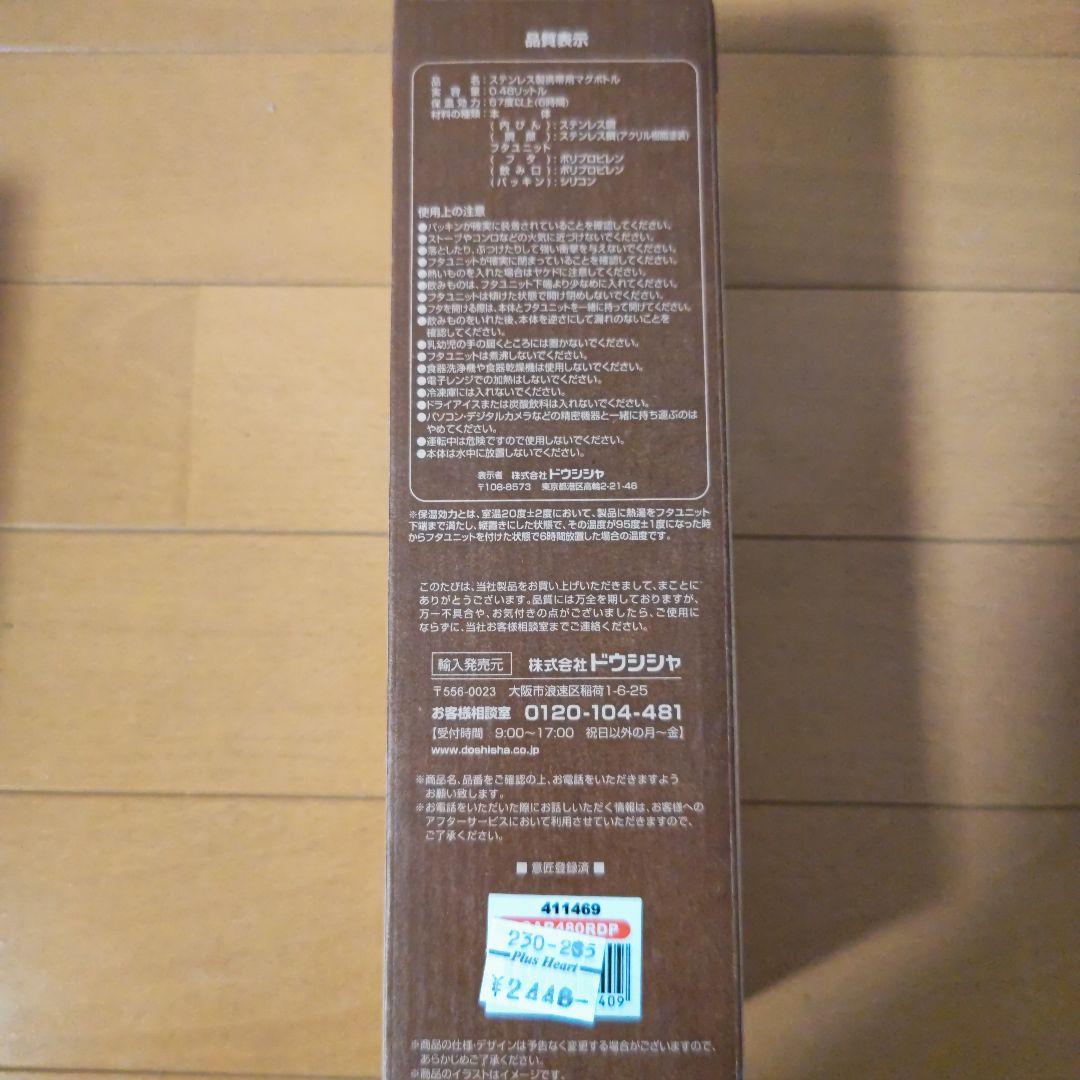 品質表示
品名：ステンレス製携帯用マグボトル
実容量：0.48リットル
保温効力：67度以上(6時間)
材料の種類：本体
(内びん)：ステンレス鋼
(胴部)：ステンレス鋼(アクリル樹脂塗装)
フタユニット
(フタ)：ポリプロピレン
(飲み口)：ポリプロピレン
(パッキン)：シリコン
使用上の注意
●パッキンが確実に装着されていることを確認してください。
●ストーブやコンロなどの火気に近づけないでください。
●落としたり、ぶつけたりして強い衝撃を与えないでください。
●フタユニットが確実に閉まっていることを確認してください。
●熱いものを入れた場合はヤケドに注意してください。
●飲みものは、フタユニット下端より少なめに入れてください。
●フタユニットは傾けた状態で開け閉めしないでください。
●フタを開ける際は、本体とフタユニットを一緒に持って開けてください。
●飲みものをいれた後、本体を逆さにして漏れのないことを
確認してください。
●乳幼児の手の届くところには置かないでください。
●フタユニットは煮沸しないでください。
●食器洗浄機や食器乾燥機は使用しないでください。
●電子レンジでの加熱はしないでください。
●冷凍庫には入れないでください。
●ドライアイスまたは炭酸飲料は入れないでください。
●パソコン・デジタルカメラなどの精密機器と一緒に持ち運ぶのは
やめてください。
●運転中は危険ですので使用しないでください。
●本体は水中に放置しないでください。
表示者 株式会社ドウシシャ
〒108-8573 東京都港区高輪2-21-46
※保温効力とは、室温20度±2度において、製品に熱湯をフタユニット
下端まで満たし、縦置きにした状態で、その温度が95度±1度になった時
からフタユニットを付けた状態で6時間放置した場合の温度です。
このたびは、当社製品をお買い上げいただきまして、まことに
ありがとうございます。品質には万全を期しておりますが、
万一不具合や、お気付きの点がございましたら、ご使用に
ならずに、当社お客様相談室までご連絡ください。
輸入発売元 株式会社ドウシシャ
〒556-0023 大阪市浪速区稲荷1-6-25
お客様相談室 0120-104-481
【受付時間 9:00～17:00 祝日以外の月～金】
www.doshisha.co.jp
※商品名、品番をご確認の上、お電話をいただきますよう
お願い致します。
※お電話をいただいた際にお話しいただく情報は、お客様への
アフターサービスにおいて利用させていただきますので、
ご了承ください。
■ 意匠登録済 ■
411469
480RDP
Plus Heart
¥2448-
409
※商品の仕様・デザインは予告なく変更する場合がございますので、
あらかじめご了承ください。
※商品のイラストはイメージです。